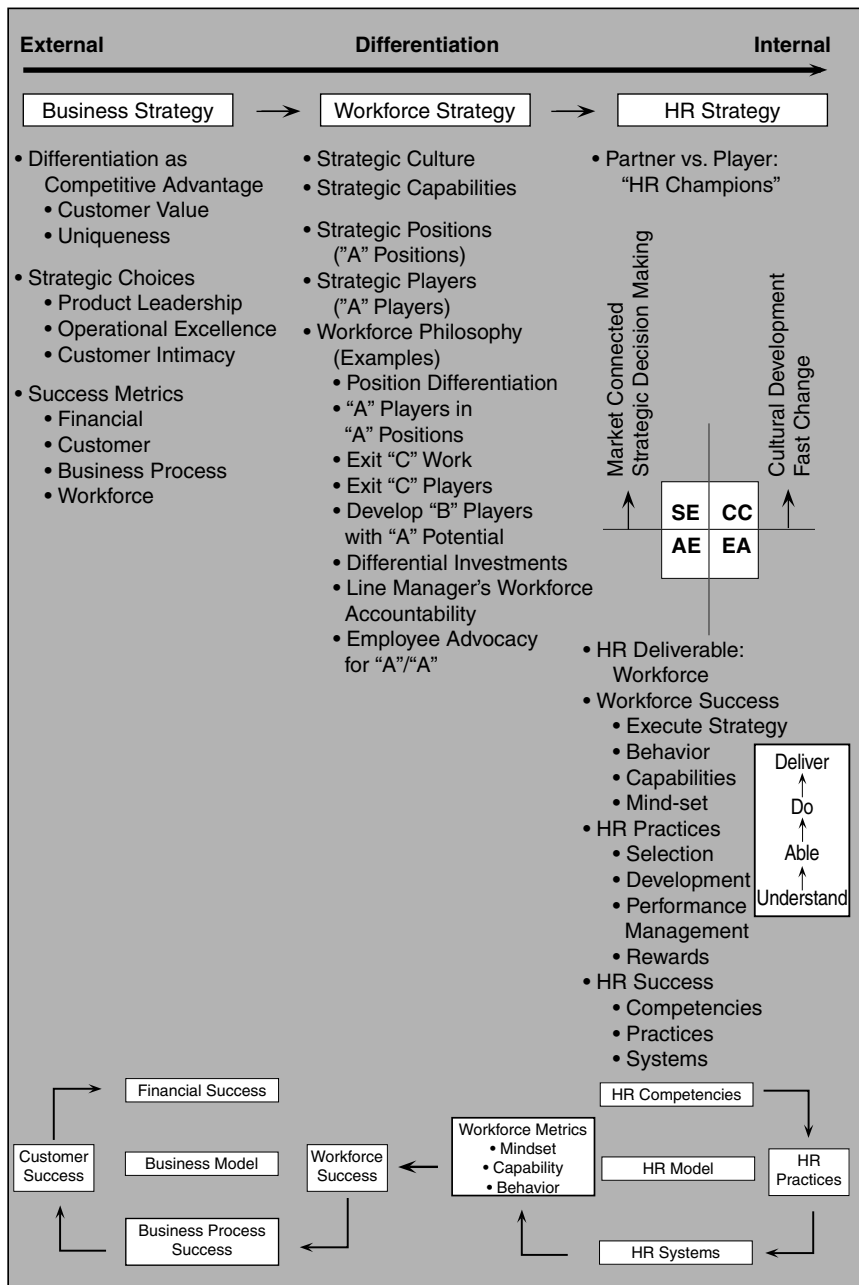 External
Differentiation
Internal
Business Strategy
Workforce Strategy
HR Strategy
• Differentiation as
Competitive Advantage
• Customer Value
• Uniqueness
• Strategic Choices
• Product Leadership
• Operational Excellence
• Customer Intimacy
• Success Metrics
• Financial
• Customer
• Business Process
• Workforce
• Strategic Culture
• Strategic Capabilities
• Strategic Positions
(”A” Positions)
• Strategic Players
(”A” Players)
• Workforce Philosophy
(Examples)
• Position Differentiation
• “A” Players in
“A” Positions
• Exit “C” Work
• Exit “C” Players
• Develop “B” Players
with “A” Potential
• Differential Investments
• Line Manager’s Workforce
Accountability
• Employee Advocacy
for “A”/“A”
• Partner vs. Player:
“HR Champions”
Market Connected
Strategic Decision Making
Cultural Development
Fast Change
SE CC
AE EA
• HR Deliverable:
Workforce
• Workforce Success
• Execute Strategy
• Behavior
• Capabilities
• Mind-set
• HR Practices
• Selection
• Development
• Performance
Management
• Rewards
• HR Success
• Competencies
• Practices
• Systems
Deliver
Do
Able
Understand
Financial Success
Customer
Success
Business Model
Business Process
Success
Workforce
Success
Workforce Metrics
• Mindset
• Capability
• Behavior
HR Competencies
HR Model
HR
Practices
HR Systems